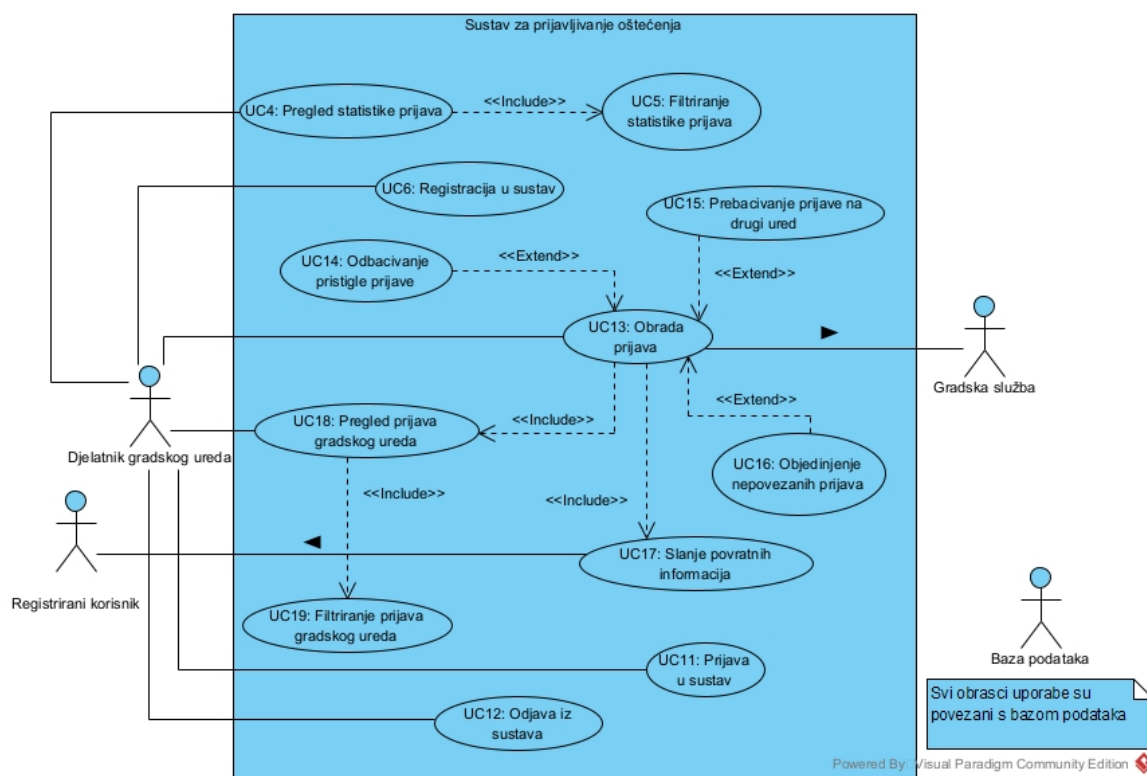 Sustav za prijavljivanje oštećenja
UC4: Pregled statistike prijava
<<Include>>
UC5: Filtriranje
statistike prijava
UC6: Registracija u sustav
UC15: Prebacivanje prijave na
drugi ured
UC14: Odbacivanje
pristigle prijave
<<Extend>>
<<Extend>>
UC13: Obrada
prijava
Gradska služba
Djelatnik gradskog ureda
UC18: Pregled prijava
gradskog ureda
<<Include>>
<<Extend>>
UC16: Objedinjenje
nepovezanih prijava
<<Include>>
<<Include>>
Registrirani korisnik
UC17: Slanje povratnih
informacija
UC19: Filtriranje prijava
gradskog ureda
UC11: Prijava
u sustav
UC12: Odjava iz
sustava
Baza podataka
Svi obrasci uporabe su
povezani s bazom podataka
Powered By Visual Paradigm Community Edition